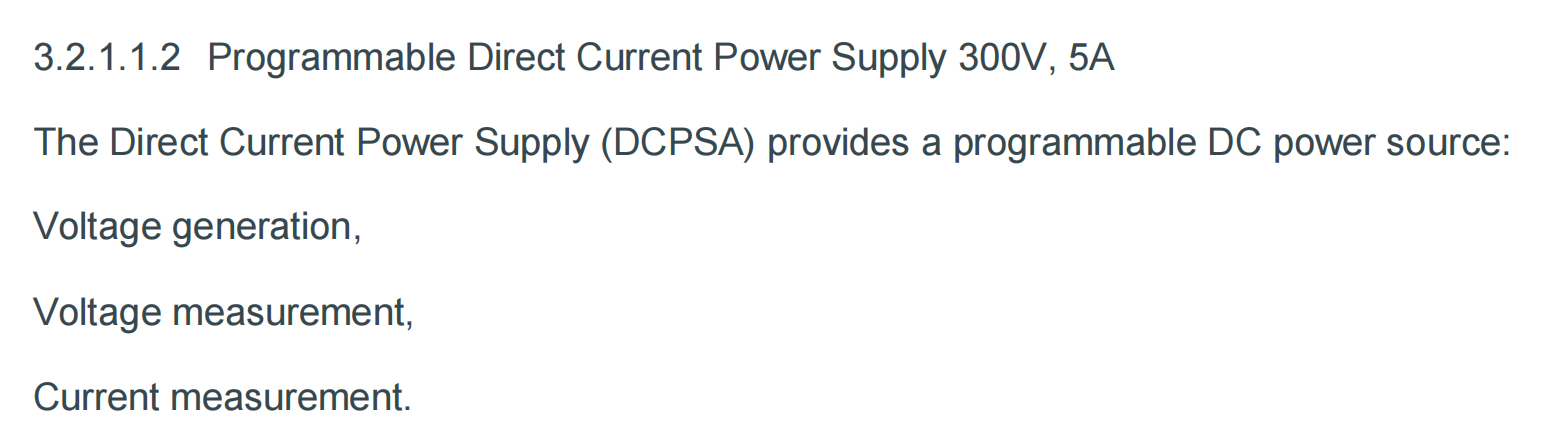 3.2.1.1.2 Programmable Direct Current Power Supply 300V, 5A
The Direct Current Power Supply (DCPSA) provides a programmable DC power source:
Voltage generation,
Voltage measurement,
Current measurement.